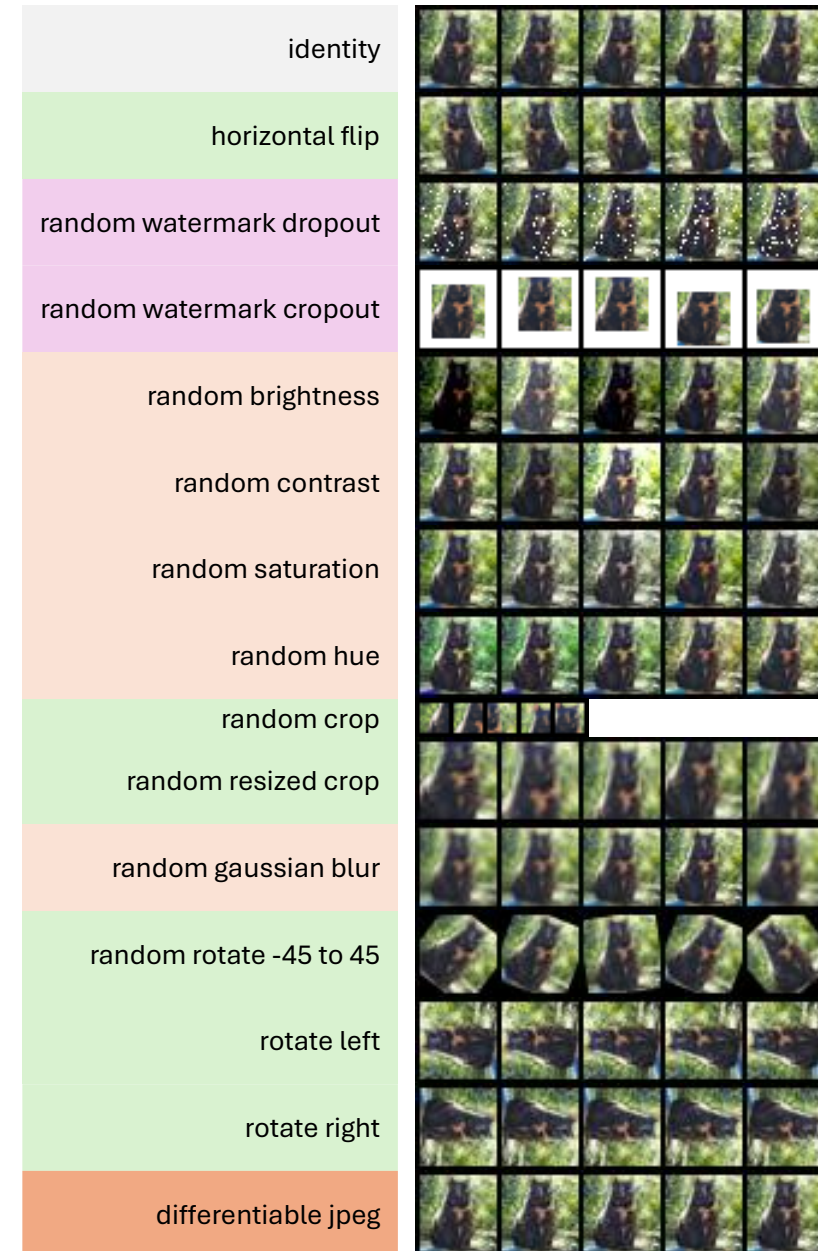 identity
horizontal flip
random watermark dropout
random watermark cropout
random brightness
random contrast
random saturation
random hue
random crop
random resized crop
random gaussian blur
random rotate -45 to 45
rotate left
rotate right
differentiable jpeg